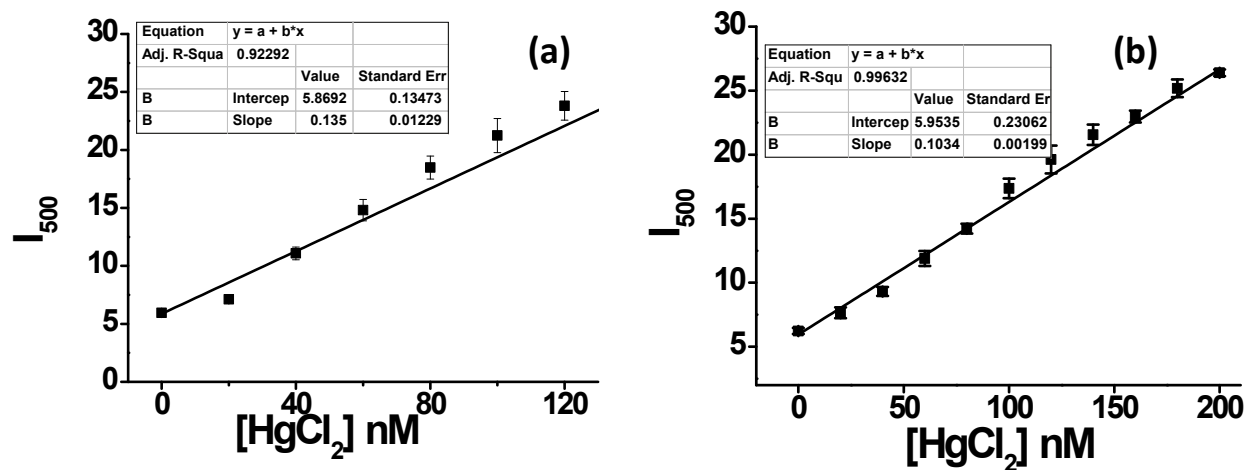 Equation y = a + b*x
Adj. R-Squa 0.92292
Value Standard Err
B Intercep 5.8692 0.13473
B Slope 0.135 0.01229
(a)
30
25
20
15
10
5
0
I500
0 40 80 120
[HgCl2] nM
Equation y = a + b*x
Adj. R-Squ 0.99632
Value Standard Er
B Intercep 5.9535 0.23062
B Slope 0.1034 0.00199
(b)
30
25
20
15
10
5
I500
0 50 100 150 200
[HgCl2] nM